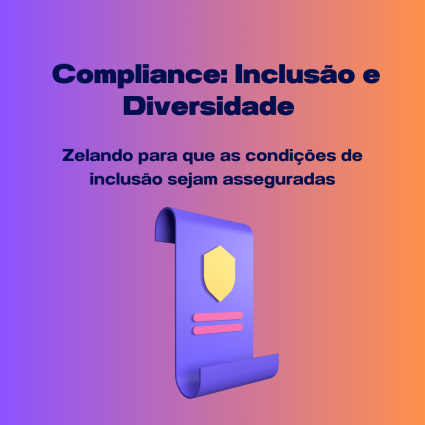 Compliance: Inclusão e
Diversidade
Zelando para que as condições de
inclusão sejam asseguradas